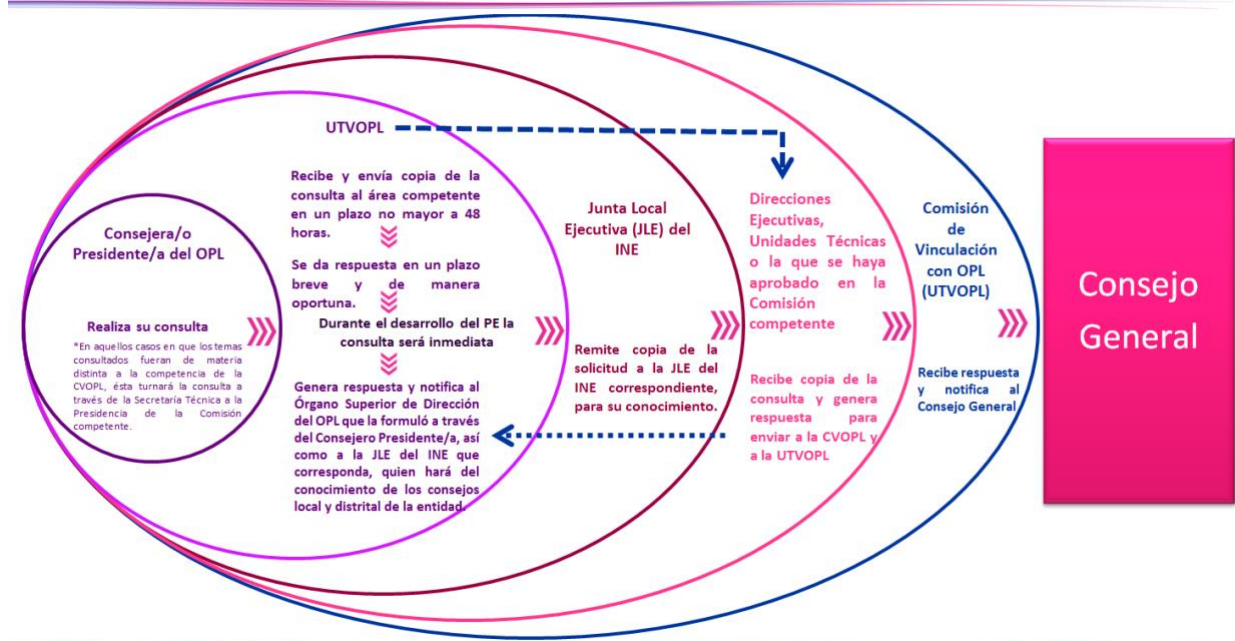 Consejera/o
Presidente/a del OPL
Realiza su consulta
*En aquellos casos en que los temas
consultados fueran de materia
distinta a la competencia de la
CVOPL, ésta turnará la consulta a
través de la Secretaría Técnica a la
Presidencia de la Comisión
competente.
UTVOPL
Recibe y envía copia de la
consulta al área competente
en un plazo no mayor a 48
horas.
Se da respuesta en un plazo
breve y de manera
oportuna.
Durante el desarrollo del PE la
consulta será inmediata
Genera respuesta y notifica al
Órgano Superior de Dirección
del OPL que la formuló a través
del Consejero Presidente/a, así
como a la JLE del INE que
corresponda, quien hará del
conocimiento de los consejos
local y distrital de la entidad.
Junta Local
Ejecutiva (JLE) del
INE
Remite copia de la
solicitud a la JLE del
INE correspondiente,
para su conocimiento.
Direcciones
Ejecutivas,
Unidades Técnicas
o la que se haya
aprobado en la
Comisión
competente
Recibe copia de la
consulta y genera
respuesta para
enviar a la CVOPL y
a la UTVOPL
Comisión
de
Vinculación
con OPL
(UTVOPL)
Recibe respuesta
y notifica al
Consejo General
Consejo
General